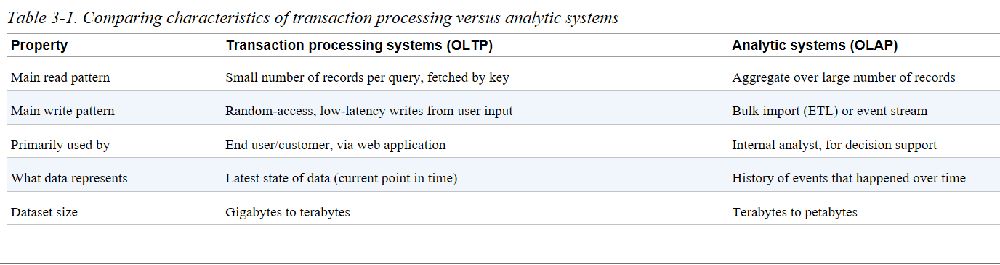 Table 3-1. Comparing characteristics of transaction processing versus analytic systems
Property Transaction processing systems (OLTP) Analytic systems (OLAP)
Main read pattern Small number of records per query, fetched by key Aggregate over large number of records
Main write pattern Random-access, low-latency writes from user input Bulk import (ETL) or event stream
Primarily used by End user/customer, via web application Internal analyst, for decision support
What data represents Latest state of data (current point in time) History of events that happened over time
Dataset size Gigabytes to terabytes Terabytes to petabytes